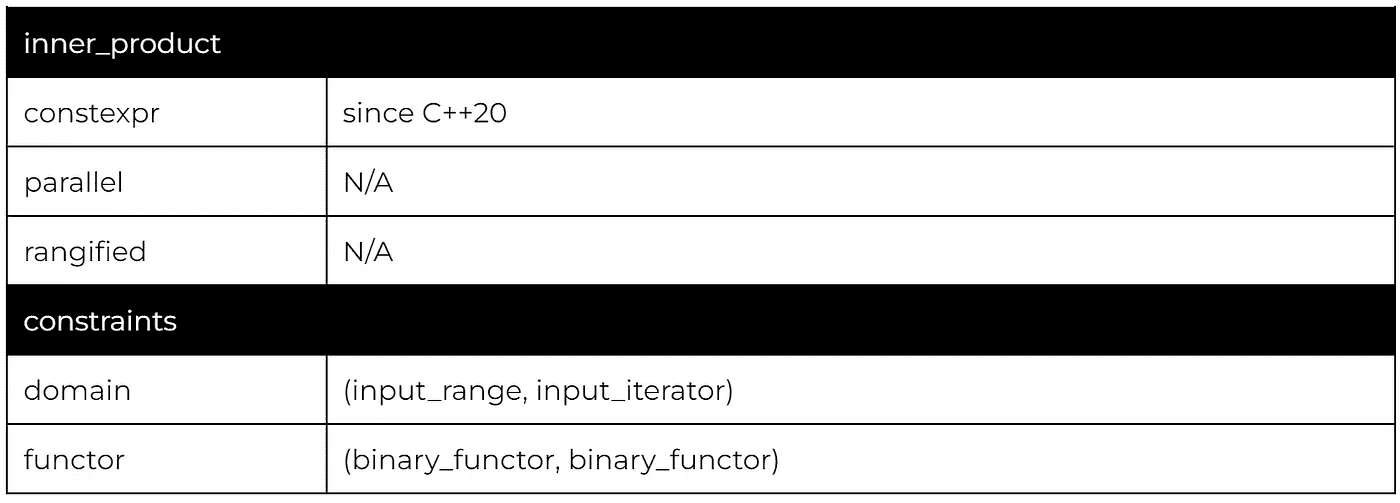 inner_product
constexpr since C++20
parallel N/A
rangified N/A
constraints
domain (input_range, input_iterator)
functor (binary_functor, binary_functor)